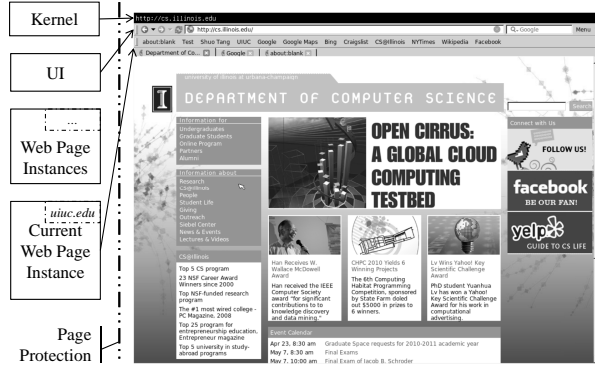 Kernel
UI
...
Web Page
Instances
uiuc.edu
Current
Web Page
Instance
Page
Protection
http://cs.illinois.edu
http://cs.illinois.edu/
Google
Menu
about:blank Test Shuo Tang UIUC Google Google Maps Bing Craigslist CS@Illinois NYTimes Wikipedia Facebook
Department of Co... Google about:blank
university of illinois at urbana-champaign
DEPARTMENT OF COMPUTER SCIENCE
Search
Information for
Undergraduates
Graduate Students
Online Program
Partners
Alumni
Information about
Research
CS@Illinois
People
Student Life
Giving
Outreach
Siebel Center
News & Events
Lectures & Videos
CS@Illinois
Top 5 CS program
23 NSF Career Award
Winners since 2000
Top NSF-funded research
program
The #1 most wired college -
PC Magazine, 2008
Top 25 program for
entrepreneurship education,
Entrepreneur magazine
Top 5 university in study-
abroad programs
OPEN CIRRUS:
A GLOBAL CLOUD
COMPUTING
TESTBED
Han Receives W.
Wallace McDowell
Award
Han received the IEEE
Computer Society
award "for significant
contributions to to
knowledge discovery
and data mining."
CHPC 2010 Yields 6
Winning Projects
The 6th Computing
Habitat Programming
Competition, sponsored
by State Farm doled
out $5000 in prizes to
6 winners.
Lv Wins Yahoo! Key
Scientific Challenge
Award
PhD student Yuanhua
Lv has won a Yahoo!
Key Scientific Challenge
Award for his work in
computational
advertising.
Event Calendar
Apr 23, 8:30 am Graduate Space requests for 2010-2011 academic year
May 7, 8:30 am Final Exams
May 7, 10:00 am Final Exam of Jacob B. Schroder
Connect with Us
FOLLOW US!
facebook
BE OUR FAN!
yelp
GUIDE TO CS LIFE